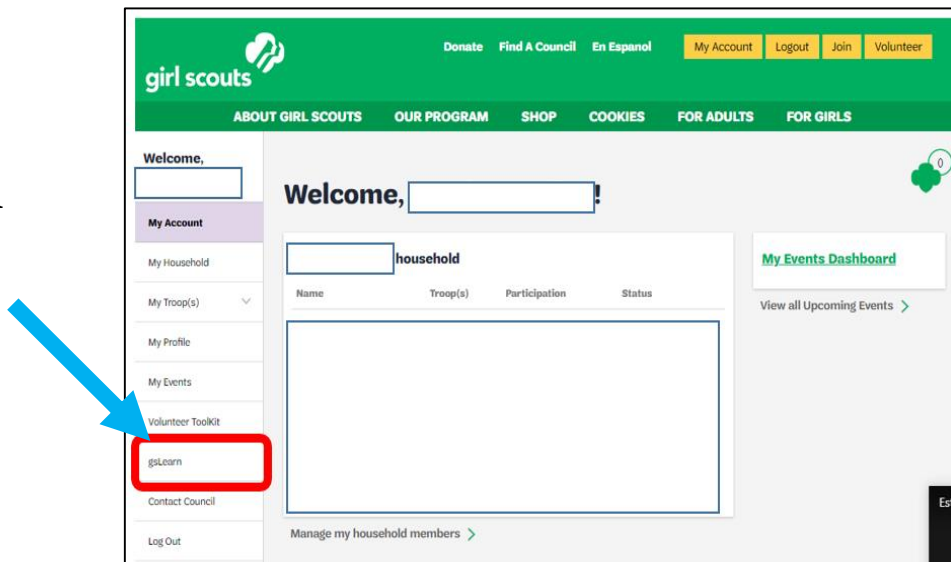 girl scouts
Donate Find A Council En Espanol My Account Logout Join Volunteer
ABOUT GIRL SCOUTS OUR PROGRAM SHOP COOKIES FOR ADULTS FOR GIRLS
Welcome,
My Account
My Household
My Troop(s)
My Profile
My Events
Volunteer ToolKit
gsLearn
Contact Council
Log Out
Welcome, !
household
Name Troop(s) Participation Status
Manage my household members >
0
My Events Dashboard
View all Upcoming Events >